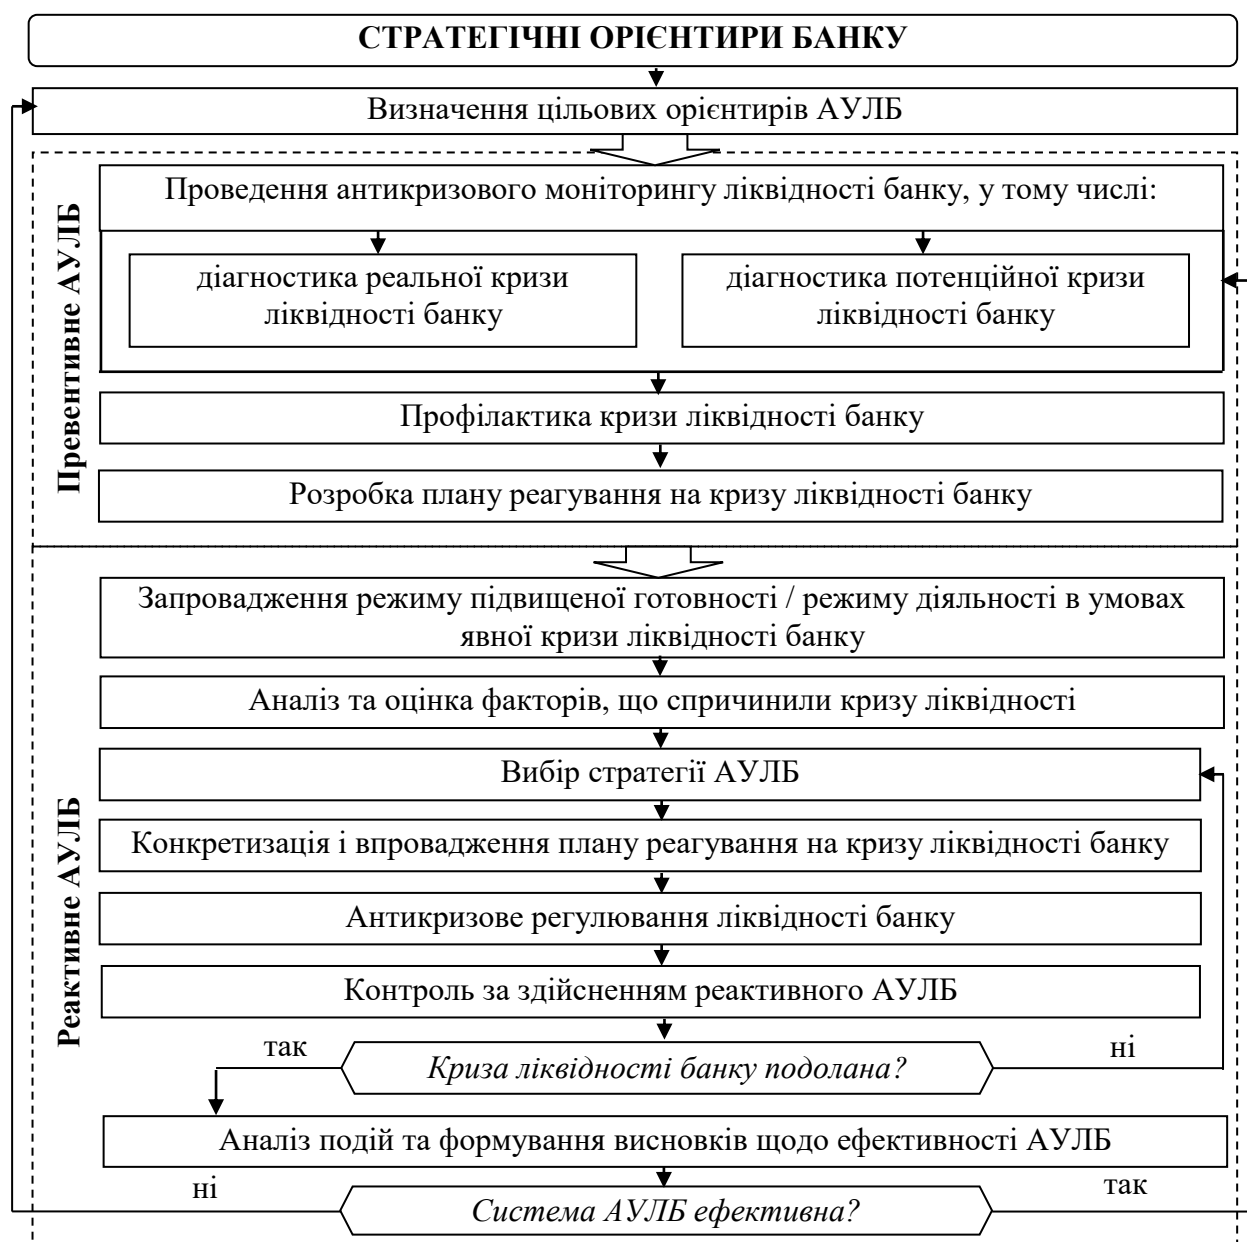 СТРАТЕГІЧНІ ОРІЄНТИРИ БАНКУ
Визначення цільових орієнтирів АУЛБ
Превентивне АУЛБ
Проведення антикризового моніторингу ліквідності банку, у тому числі:
діагностика реальної кризи
ліквідності банку
діагностика потенційної кризи
ліквідності банку
Профілактика кризи ліквідності банку
Розробка плану реагування на кризу ліквідності банку
Реактивне АУЛБ
Запровадження режиму підвищеної готовності / режиму діяльності в умовах
явної кризи ліквідності банку
Аналіз та оцінка факторів, що спричинили кризу ліквідності
Вибір стратегії АУЛБ
Конкретизація і впровадження плану реагування на кризу ліквідності банку
Антикризове регулювання ліквідності банку
Контроль за здійсненням реактивного АУЛБ
так
Криза ліквідності банку подолана?
ні
Аналіз подій та формування висновків щодо ефективності АУЛБ
ні
Система АУЛБ ефективна?
так